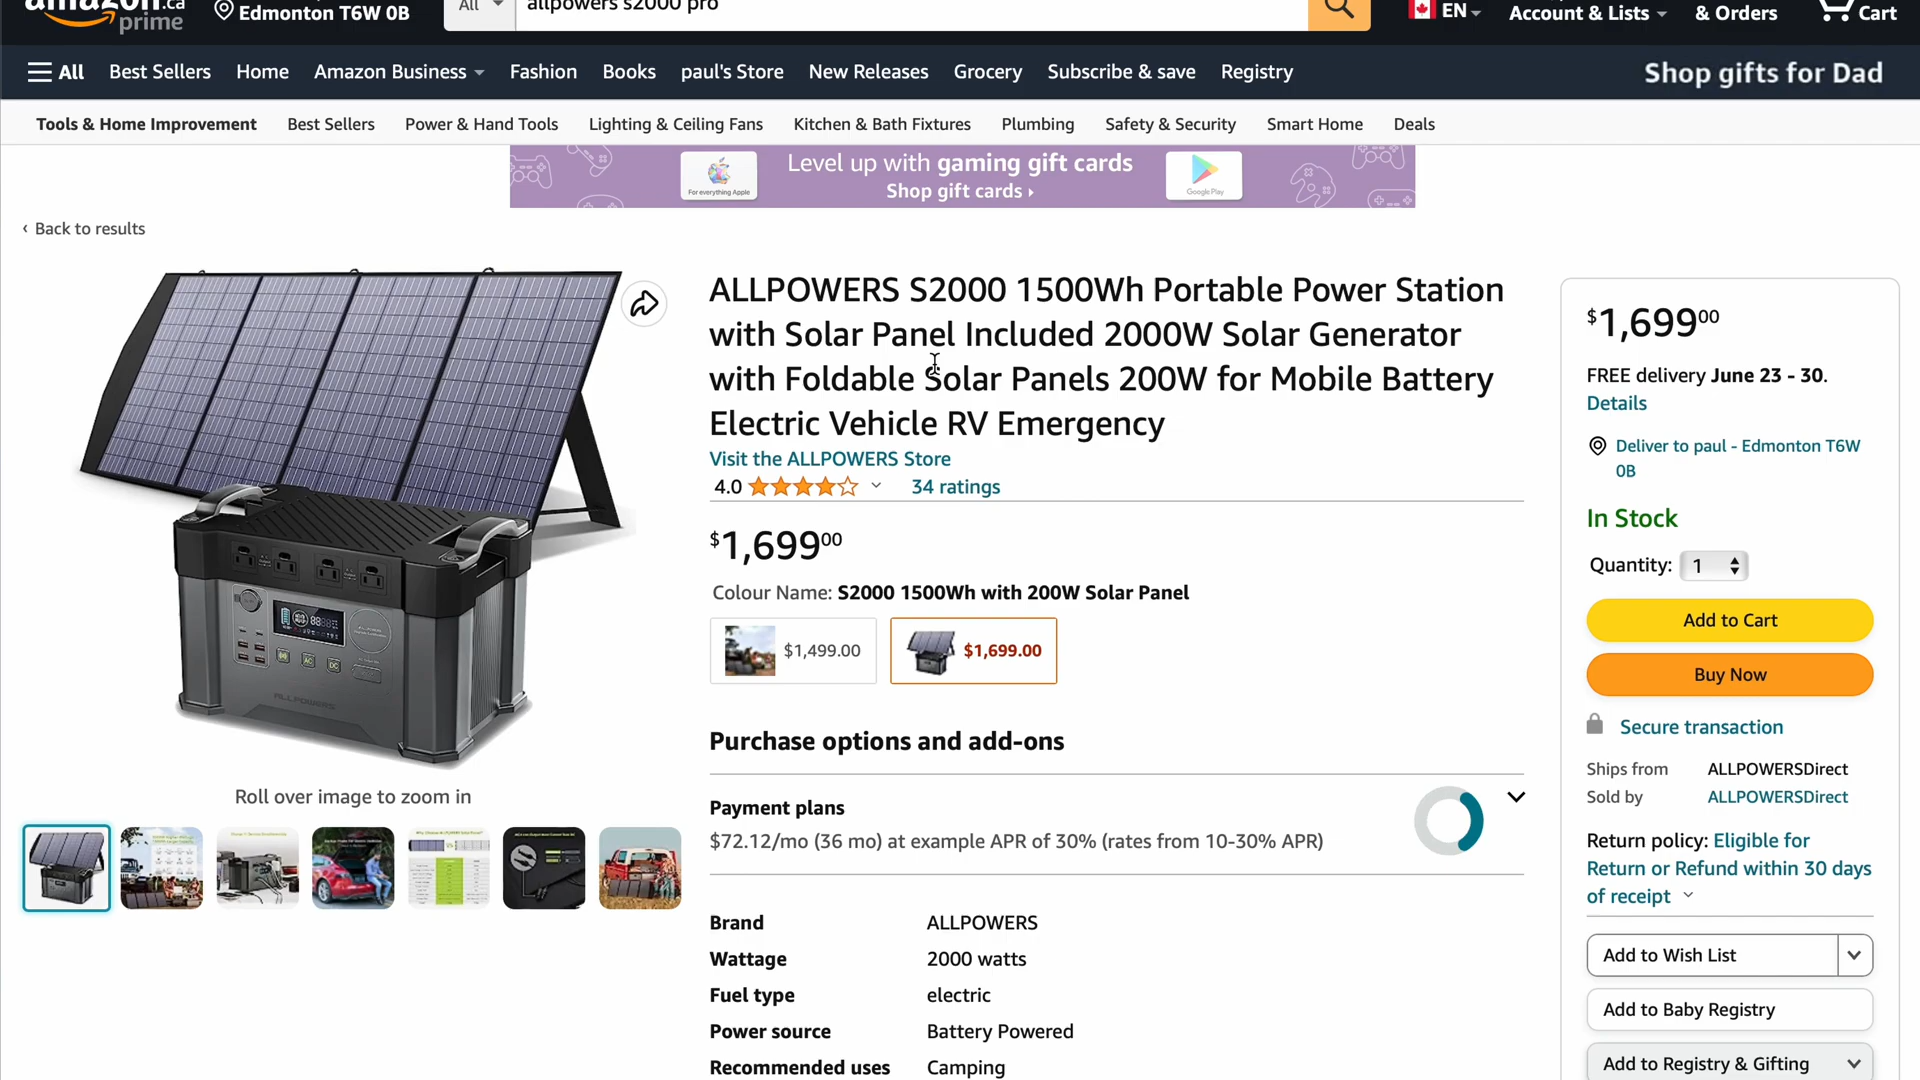 amazon.ca
prime
Edmonton T6W 0B
All
allpowers s2000 pro
EN
Account & Lists
& Orders
Cart
All
Best Sellers
Home
Amazon Business
Fashion
Books
paul's Store
New Releases
Grocery
Subscribe & save
Registry
Shop gifts for Dad
Tools & Home Improvement
Best Sellers
Power & Hand Tools
Lighting & Ceiling Fans
Kitchen & Bath Fixtures
Plumbing
Safety & Security
Smart Home
Deals
For everything Apple
Level up with gaming gift cards
Shop gift cards ›
Google Play
‹ Back to results
ALLPOWERS
Roll over image to zoom in
ALLPOWERS S2000 1500Wh Portable Power Station
with Solar Panel Included 2000W Solar Generator
with Foldable Solar Panels 200W for Mobile Battery
Electric Vehicle RV Emergency
Visit the ALLPOWERS Store
4.0
34 ratings
$1,69900
Colour Name: S2000 1500Wh with 200W Solar Panel
$1,499.00
$1,699.00
Purchase options and add-ons
Payment plans
$72.12/mo (36 mo) at example APR of 30% (rates from 10-30% APR)
Brand ALLPOWERS
Wattage 2000 watts
Fuel type electric
Power source Battery Powered
Recommended uses Camping
$1,69900
FREE delivery June 23 - 30.
Details
Deliver to paul - Edmonton T6W
0B
In Stock
Quantity: 1
Add to Cart
Buy Now
Secure transaction
Ships from ALLPOWERSDirect
Sold by ALLPOWERSDirect
Return policy: Eligible for
Return or Refund within 30 days
of receipt
Add to Wish List
Add to Baby Registry
Add to Registry & Gifting